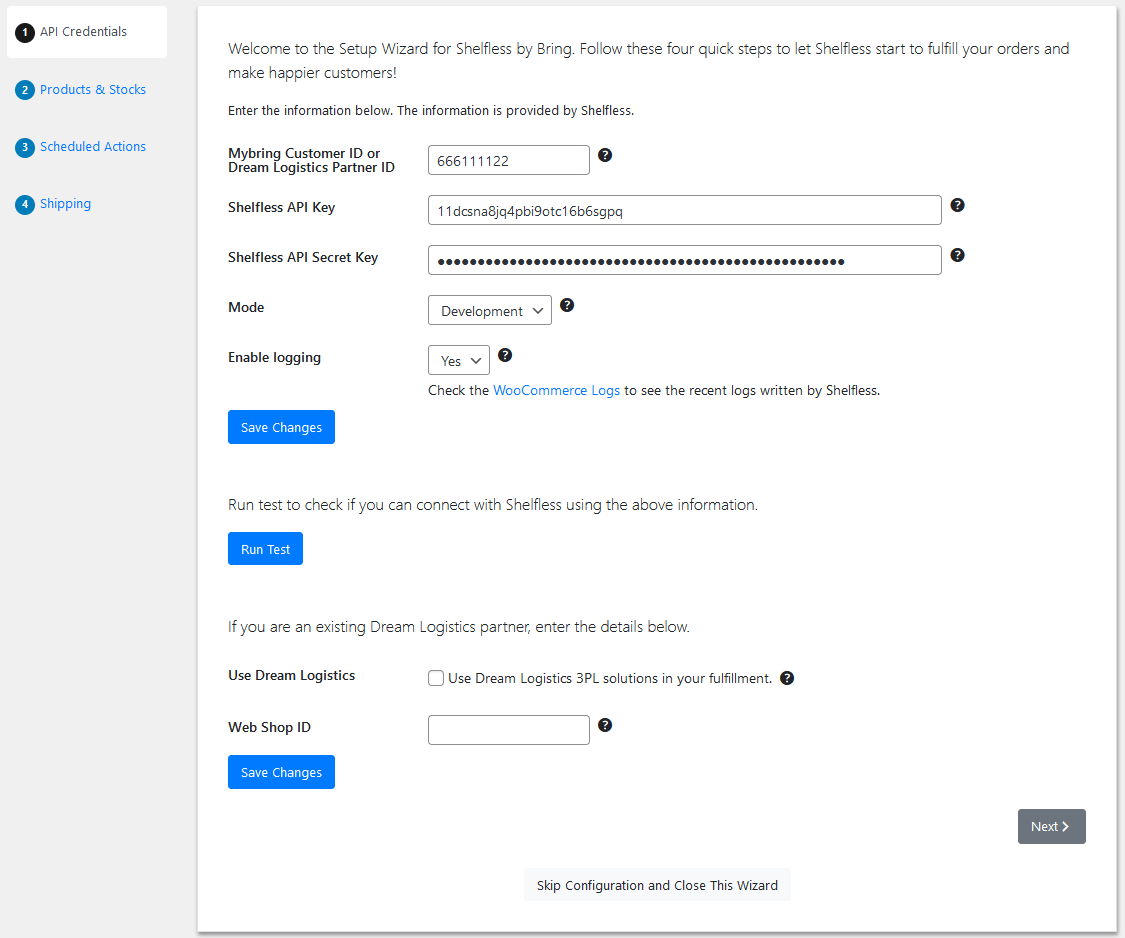 1 API Credentials
2 Products & Stocks
3 Scheduled Actions
4 Shipping
Welcome to the Setup Wizard for Shelfless by Bring. Follow these four quick steps to let Shelfless start to fulfill your orders and
make happier customers!
Enter the information below. The information is provided by Shelfless.
Mybring Customer ID or
Dream Logistics Partner ID
666111122 ?
Shelfless API Key
11dcsna8jq4pbi9otc16b6sgpq ?
Shelfless API Secret Key
●●●●●●●●●●●●●●●●●●●●●●●●●●●●●●●●●●●●●●●●●●●●●●●●●●● ?
Mode
Development ?
Enable logging
Yes ?
Check the WooCommerce Logs to see the recent logs written by Shelfless.
Save Changes
Run test to check if you can connect with Shelfless using the above information.
Run Test
If you are an existing Dream Logistics partner, enter the details below.
Use Dream Logistics
Use Dream Logistics 3PL solutions in your fulfillment. ?
Web Shop ID ?
Save Changes
Next
Skip Configuration and Close This Wizard